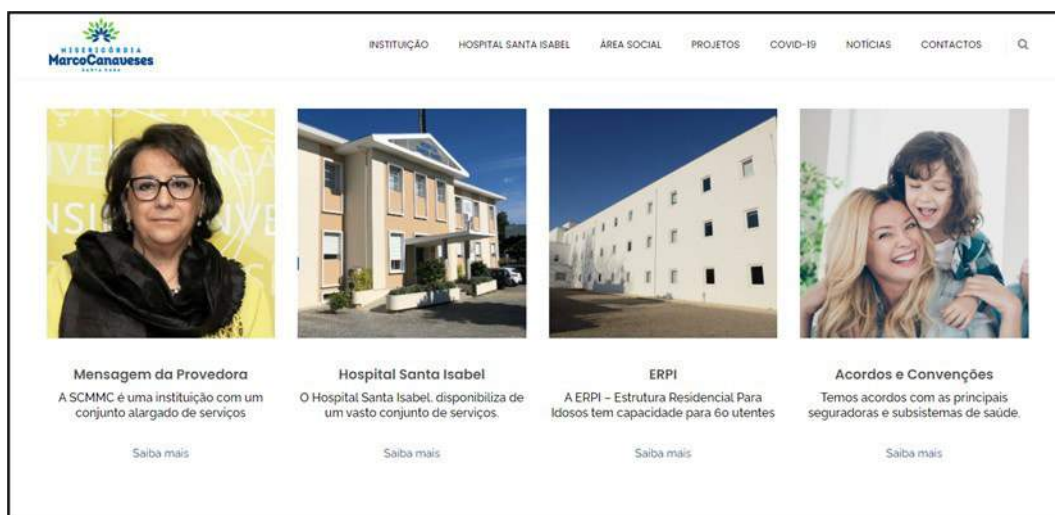 MISERICÓRDIA
MarcoCanaveses
INSTITUIÇÃO HOSPITAL SANTA ISABEL ÁREA SOCIAL PROJETOS COVID-19 NOTÍCIAS CONTACTOS
Mensagem da Provedora
A SCMMC é uma instituição com um
conjunto alargado de serviços
Saiba mais
Hospital Santa Isabel
O Hospital Santa Isabel, disponibiliza de
um vasto conjunto de serviços.
Saiba mais
ERPI
A ERPI – Estrutura Residencial Para
Idosos tem capacidade para 60 utentes
Saiba mais
Acordos e Convenções
Temos acordos com as principais
seguradoras e subsistemas de saúde.
Saiba mais